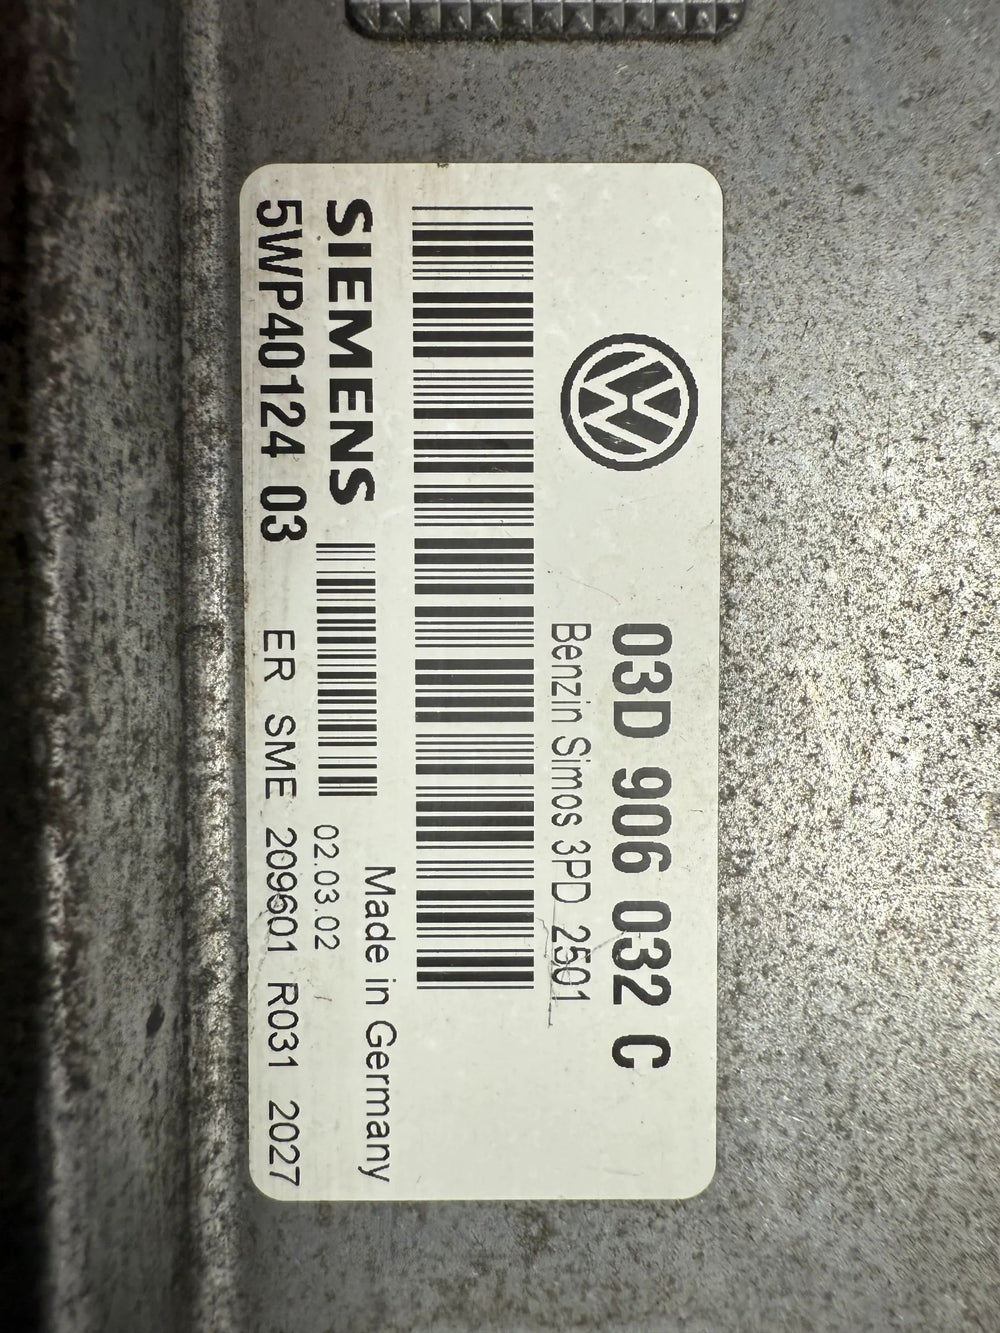 03D 906 032 C
Benzin Simos 3PD 2501
Made in Germany
SIEMENS
02.03.02
5WP40124 03
ER SME 209601 R031 2027